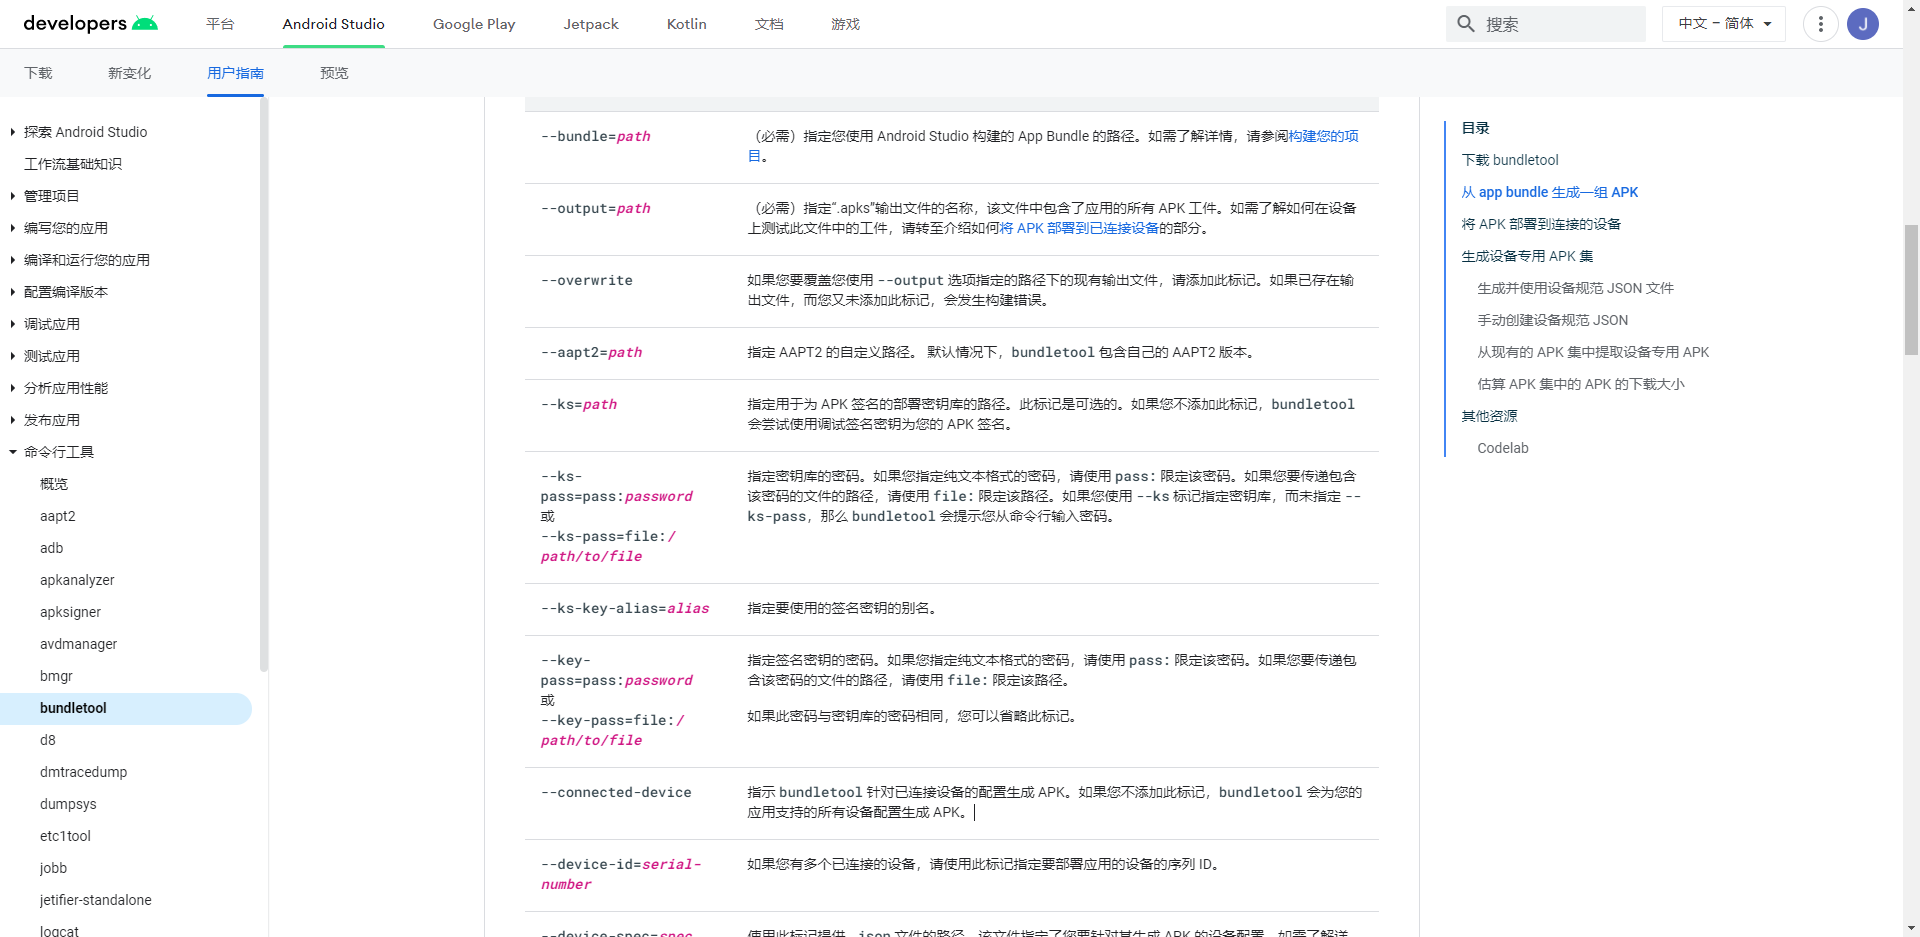 developers
平台
Android Studio
Google Play
Jetpack
Kotlin
文档
游戏
搜索
中文 – 简体
J
下载
新变化
用户指南
预览
探索 Android Studio
工作流基础知识
管理项目
编写您的应用
编译和运行您的应用
配置编译版本
调试应用
测试应用
分析应用性能
发布应用
命令行工具
概览
aapt2
adb
apkanalyzer
apksigner
avdmanager
bmgr
bundletool
d8
dmtracedump
dumpsys
etc1tool
jobb
jetifier-standalone
logcat
--bundle=path
（必需）指定您使用 Android Studio 构建的 App Bundle 的路径。如需了解详情，请参阅构建您的项
目。
--output=path
（必需）指定“.apks”输出文件的名称，该文件中包含了应用的所有 APK 工件。如需了解如何在设备
上测试此文件中的工件，请转至介绍如何将 APK 部署到已连接设备的部分。
--overwrite
如果您要覆盖您使用 --output 选项指定的路径下的现有输出文件，请添加此标记。如果已存在输
出文件，而您又未添加此标记，会发生构建错误。
--aapt2=path
指定 AAPT2 的自定义路径。 默认情况下，bundletool 包含自己的 AAPT2 版本。
--ks=path
指定用于为 APK 签名的部署密钥库的路径。此标记是可选的。如果您不添加此标记，bundletool
会尝试使用调试签名密钥为您的 APK 签名。
--ks-
pass=pass:password
或
--ks-pass=file:/
path/to/file
指定密钥库的密码。如果您指定纯文本格式的密码，请使用 pass: 限定该密码。如果您要传递包含
该密码的文件的路径，请使用 file: 限定该路径。如果您使用 --ks 标记指定密钥库，而未指定 --
ks-pass，那么 bundletool 会提示您从命令行输入密码。
--ks-key-alias=alias
指定要使用的签名密钥的别名。
--key-
pass=pass:password
或
--key-pass=file:/
path/to/file
指定签名密钥的密码。如果您指定纯文本格式的密码，请使用 pass: 限定该密码。如果您要传递包
含该密码的文件的路径，请使用 file: 限定该路径。
如果此密码与密钥库的密码相同，您可以省略此标记。
--connected-device
指示 bundletool 针对已连接设备的配置生成 APK。如果您不添加此标记，bundletool 会为您的
应用支持的所有设备配置生成 APK。
--device-id=serial-
number
如果您有多个已连接的设备，请使用此标记指定要部署应用的设备的序列 ID。
--device-spec=spec
使用此标记提供 .json 文件的路径，该文件指定了您要针对其生成 APK 的设备配置。如需了解详
目录
下载 bundletool
从 app bundle 生成一组 APK
将 APK 部署到连接的设备
生成设备专用 APK 集
生成并使用设备规范 JSON 文件
手动创建设备规范 JSON
从现有的 APK 集中提取设备专用 APK
估算 APK 集中的 APK 的下载大小
其他资源
Codelab